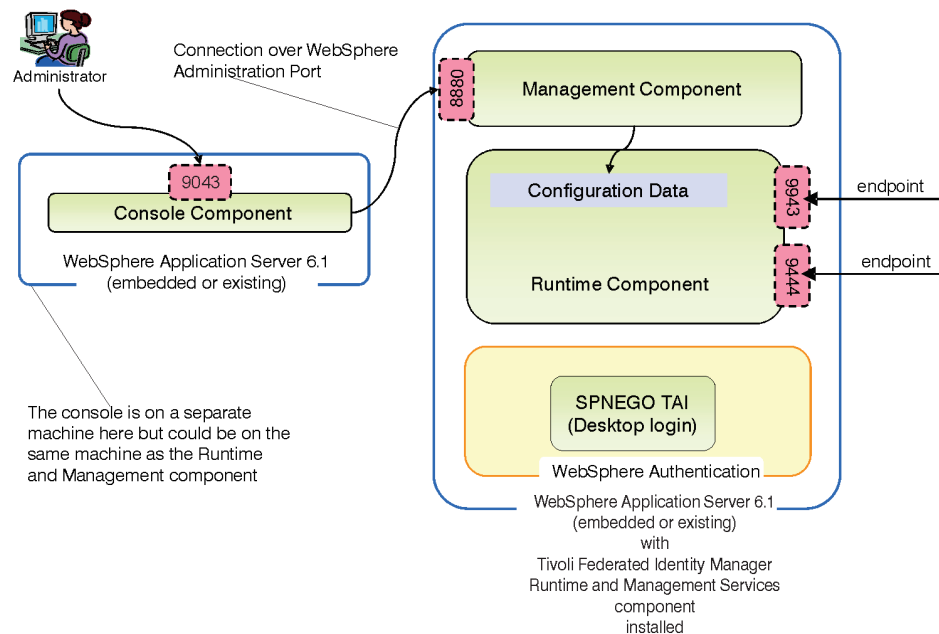 Administrator
Connection over WebSphere
Administration Port
8880
Management Component
9043
Console Component
WebSphere Application Server 6.1
(embedded or existing)
Configuration Data
Runtime Component
9943
endpoint
9444
endpoint
The console is on a separate
machine here but could be on the
same machine as the Runtime
and Management component
SPNEGO TAI
(Desktop login)
WebSphere Authentication
WebSphere Application Server 6.1
(embedded or existing)
with
Tivoli Federated Identity Manager
Runtime and Management Services
component
installed